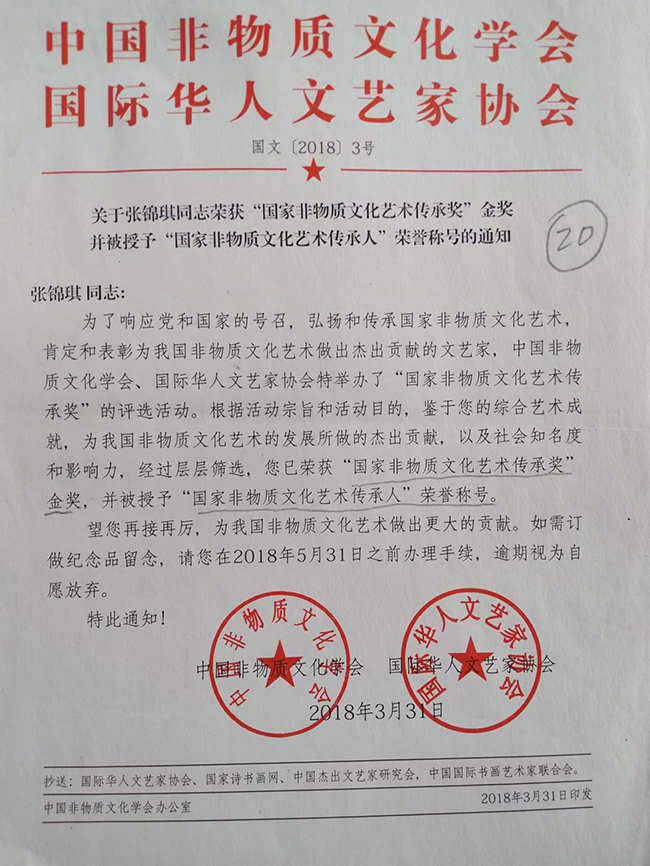 中国非物质文化学会
国际华人文艺家协会
国文〔2018〕3号
关于张锦琪同志荣获“国家非物质文化艺术传承奖”金奖
并被授予“国家非物质文化艺术传承人”荣誉称号的通知
20
张锦琪 同志：
为了响应党和国家的号召，弘扬和传承国家非物质文化艺术，
肯定和表彰为我国非物质文化艺术做出杰出贡献的文艺家，中国非物
质文化学会、国际华人文艺家协会特举办了“国家非物质文化艺术传
承奖”的评选活动。根据活动宗旨和活动目的，鉴于您的综合艺术成
就，为我国非物质文化艺术的发展所做的杰出贡献，以及社会知名度
和影响力，经过层层筛选，您已荣获“国家非物质文化艺术传承奖”
金奖，并被授予“国家非物质文化艺术传承人”荣誉称号。
望您再接再厉，为我国非物质文化艺术做出更大的贡献。如需订
做纪念品留念，请您在2018年5月31日之前办理手续，逾期视为自
愿放弃。
特此通知！
中国非物质文化学会
国际华人文艺家协会
中国非物质文化学会 国际华人文艺家协会
2018年3月31日
抄送：国际华人文艺家协会、国家诗书画网、中国杰出文艺家研究会，中国国际书画艺术家联合会。
中国非物质文化学会办公室 2018年3月31日印发